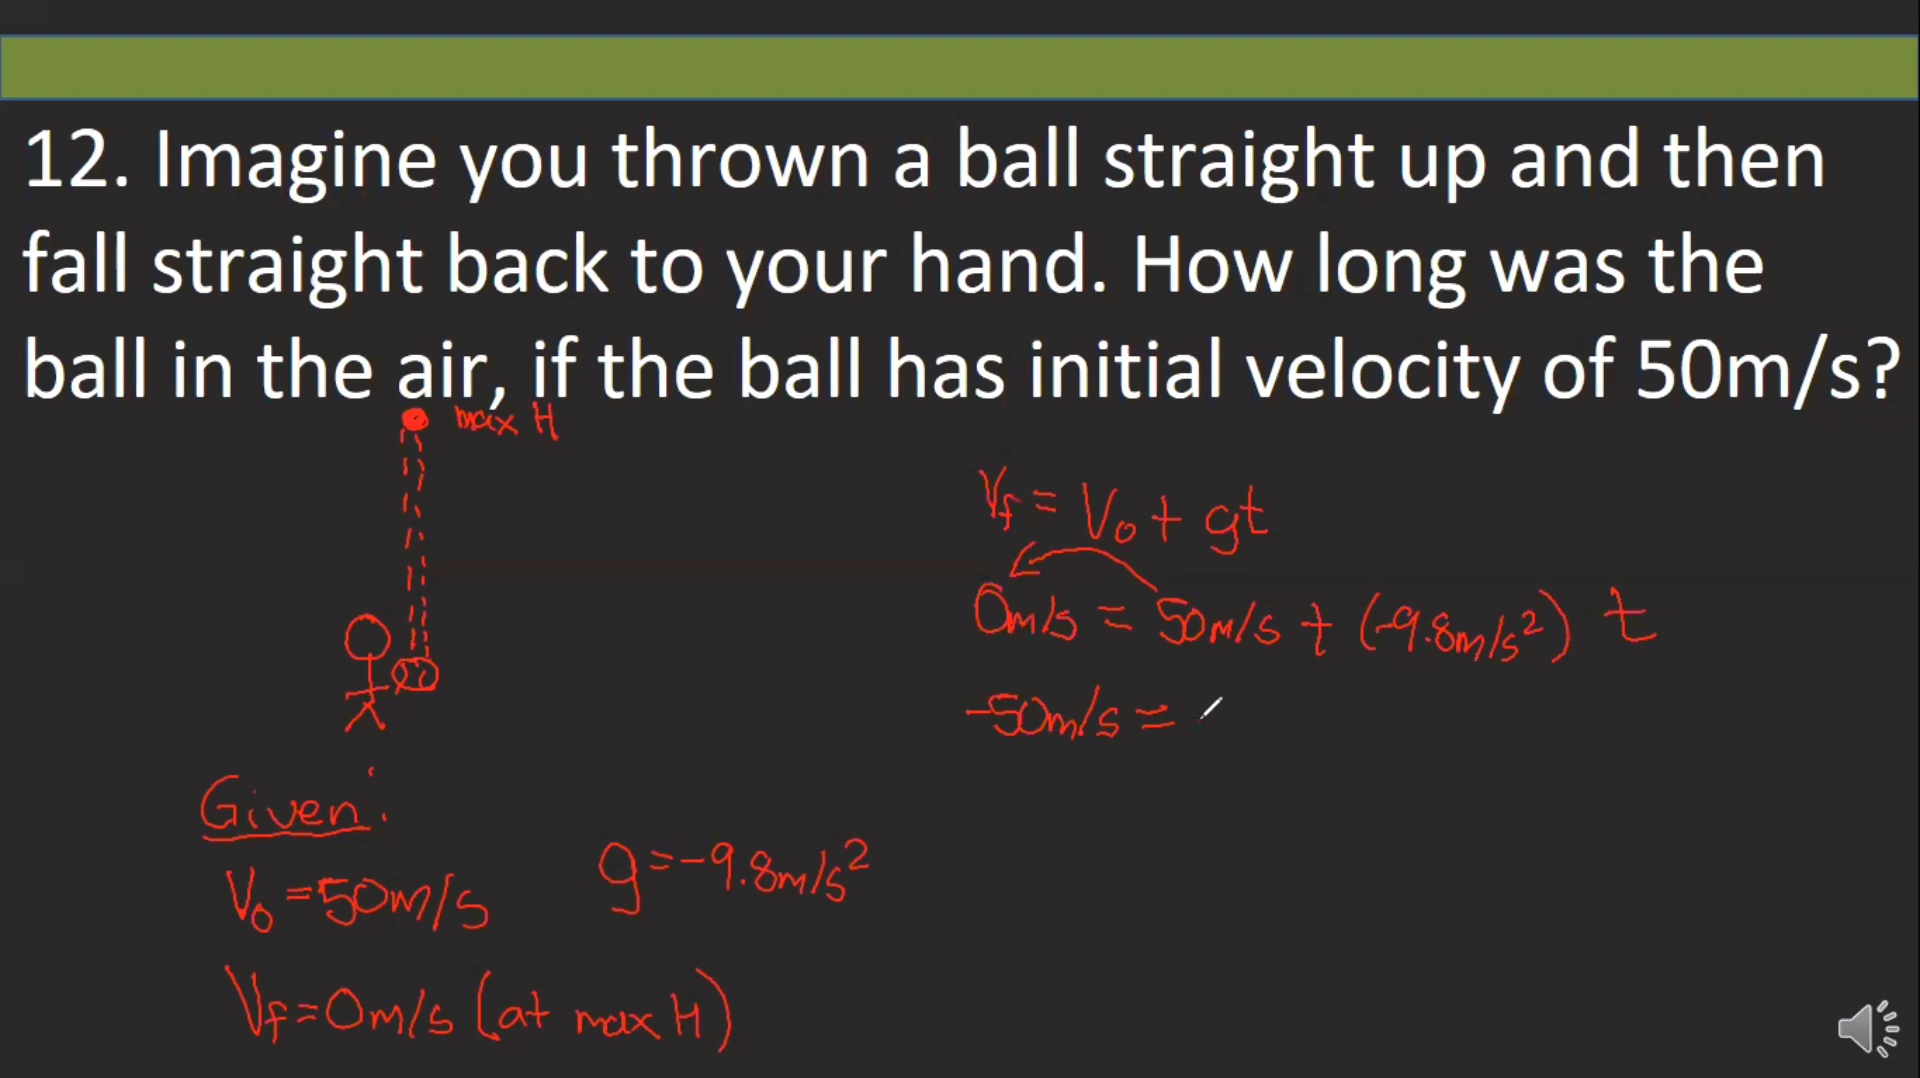 12. Imagine you thrown a ball straight up and then
fall straight back to your hand. How long was the
ball in the air, if the ball has initial velocity of 50m/s?
max H
Vf = V₀ + gt
0m/s = 50m/s + (-9.8m/s²) t
-50m/s =
Given:
V₀ = 50m/s
g = -9.8m/s²
Vf = 0m/s (at max H)